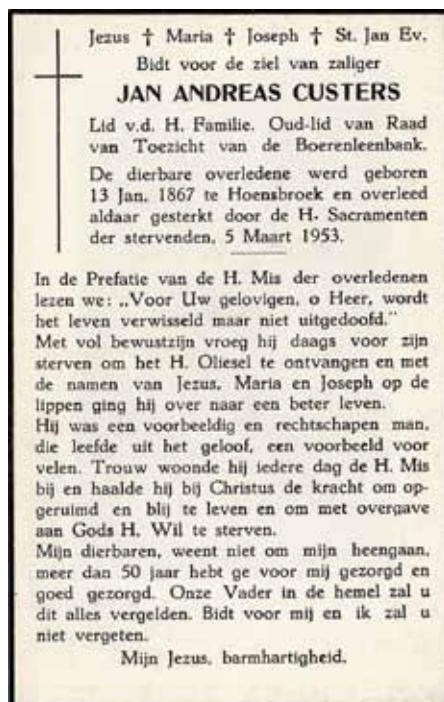 Jezus † Maria † Joseph † St. Jan Ev.
Bidt voor de ziel van zaliger
JAN ANDREAS CUSTERS
Lid v.d. H. Familie. Oud-lid van Raad
van Toezicht van de Boerenleenbank.
De dierbare overledene werd geboren
13 Jan. 1867 te Hoensbroek en overleed
aldaar gesterkt door de H. Sacramenten
der stervenden, 5 Maart 1953.
In de Prefatie van de H. Mis der overledenen
lezen we: „Voor Uw gelovigen, o Heer, wordt
het leven verwisseld maar niet uitgedoofd.”
Met vol bewustzijn vroeg hij daags voor zijn
sterven om het H. Oliesel te ontvangen en met
de namen van Jezus, Maria en Joseph op de
lippen ging hij over naar een beter leven.
Hij was een voorbeeldig en rechtschapen man,
die leefde uit het geloof, een voorbeeld voor
velen. Trouw woonde hij iedere dag de H. Mis
bij en haalde hij bij Christus de kracht om op-
geruimd en blij te leven en om met overgave
aan Gods H. Wil te sterven.
Mijn dierbaren, weent niet om mijn heengaan,
meer dan 50 jaar hebt ge voor mij gezorgd en
goed gezorgd. Onze Vader in de hemel zal u
dit alles vergelden. Bidt voor mij en ik zal u
niet vergeten.
Mijn Jezus, barmhartigheid.